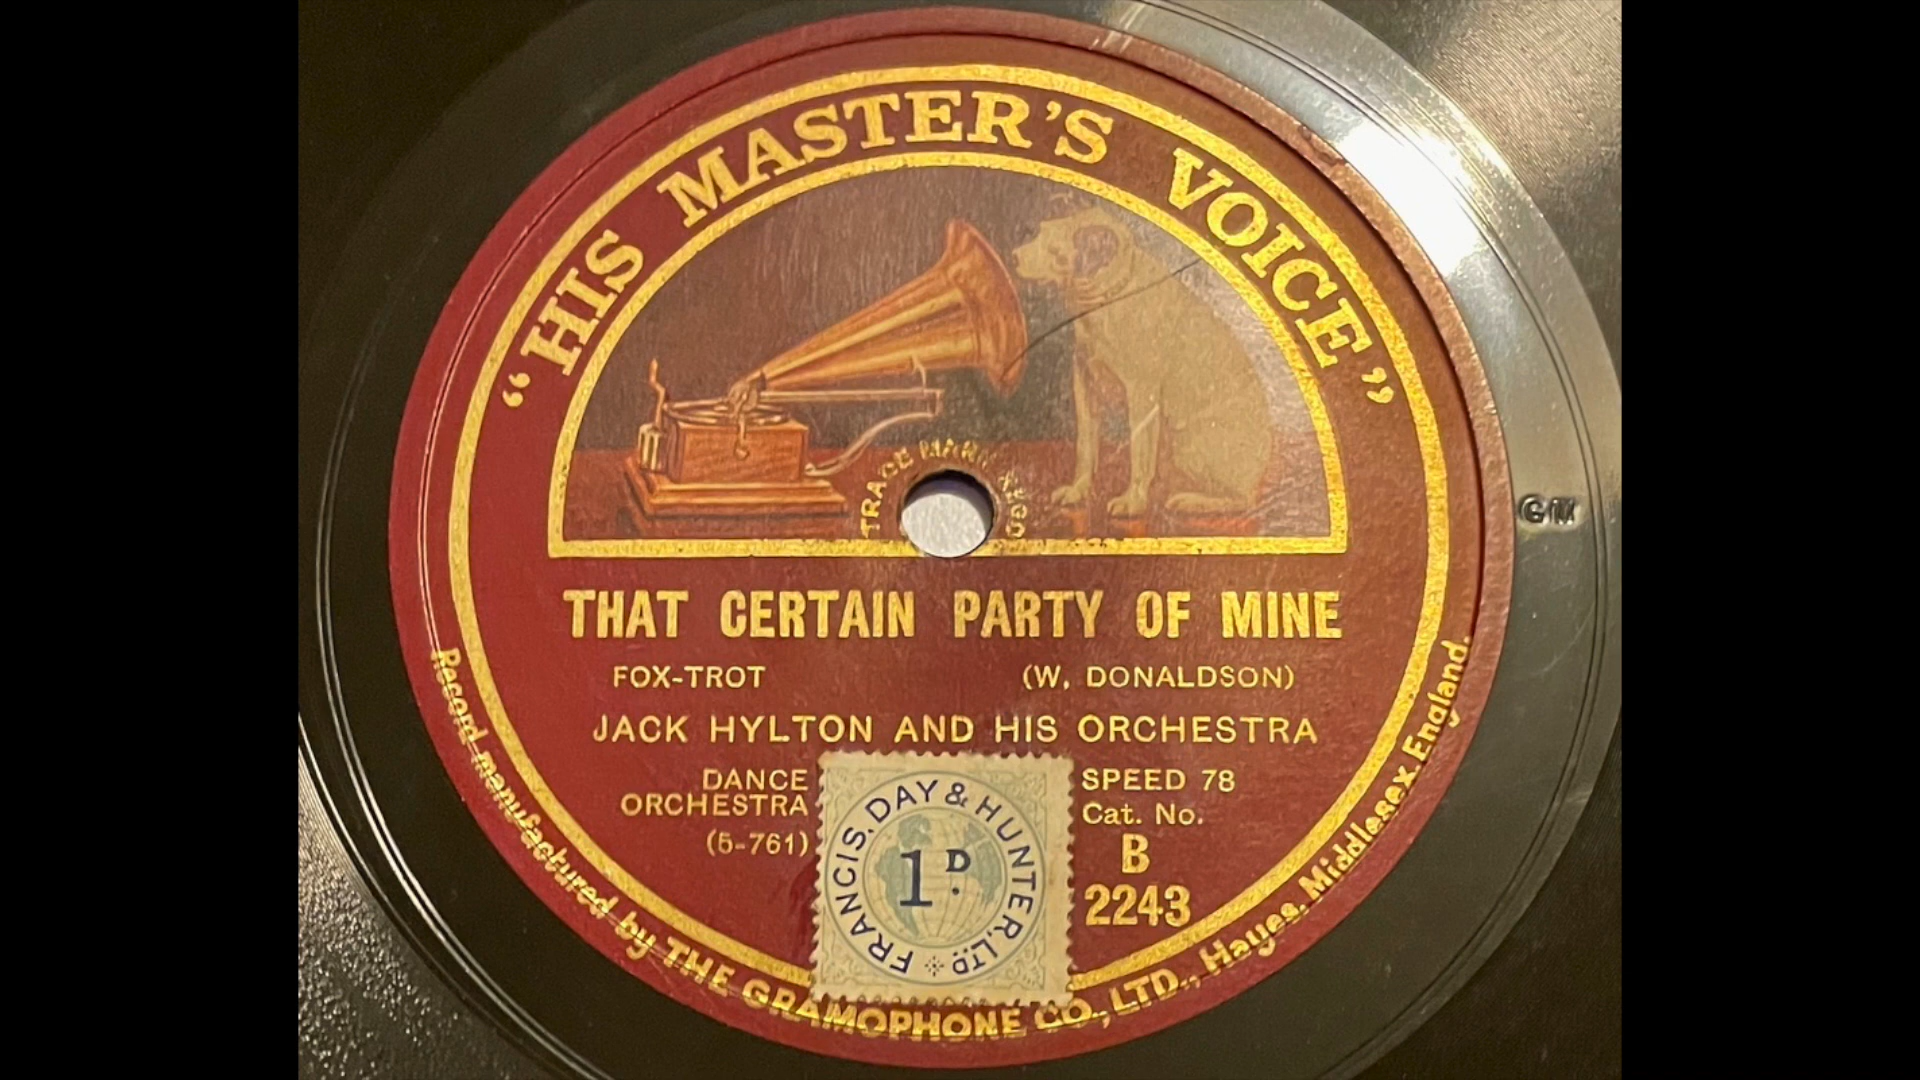 “HIS MASTER'S VOICE”
TRADE MARK
THAT CERTAIN PARTY OF MINE
FOX-TROT (W. DONALDSON)
JACK HYLTON AND HIS ORCHESTRA
DANCE
ORCHESTRA
(5-761)
SPEED 78
Cat. No.
B
2243
FRANCIS, DAY & HUNTER, LTD.
1D.
Record manufactured by THE GRAMOPHONE CO., LTD., Hayes, Middlesex, England.